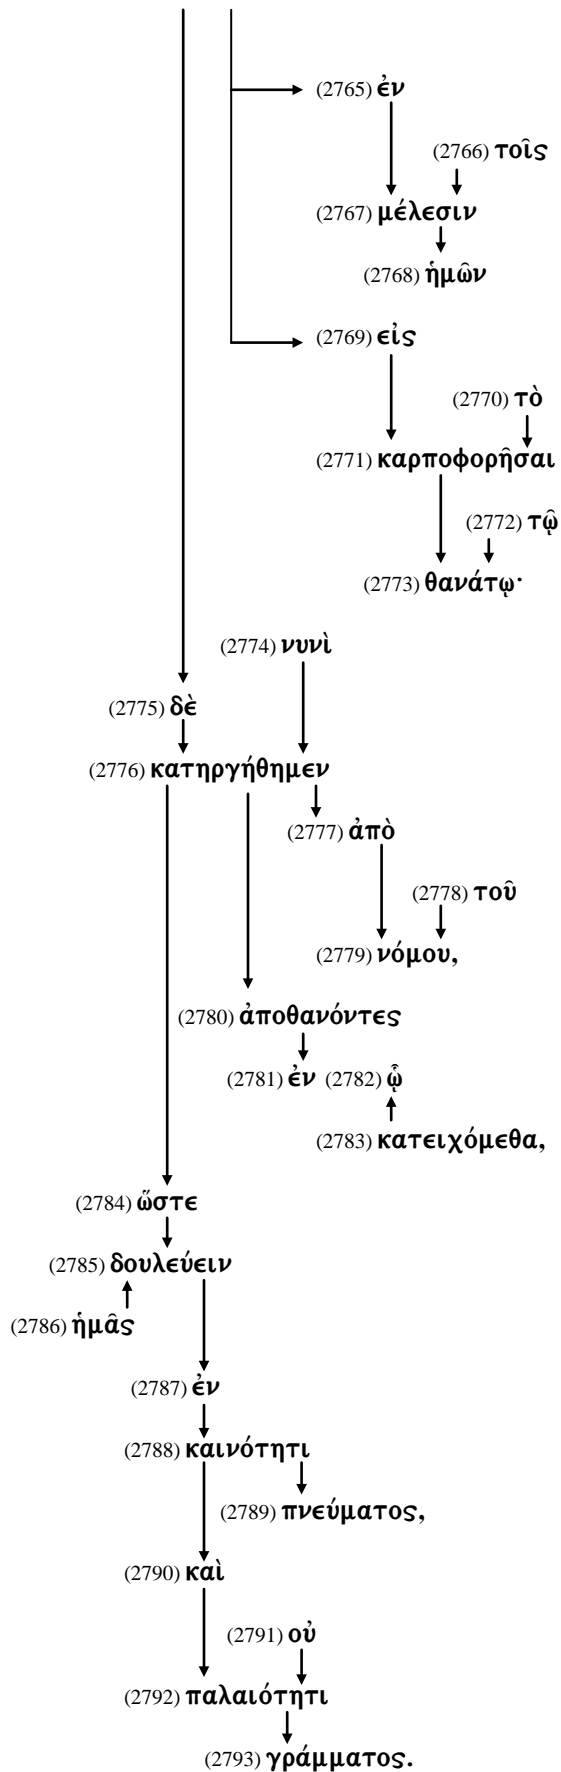 (2765) ἐν
(2766) τοῖς
(2767) μέλεσιν
(2768) ἡμῶν
(2769) εἰς
(2770) τὸ
(2771) καρποφορῆσαι
(2772) τῷ
(2773) θανάτῳ·
(2774) νυνὶ
(2775) δὲ
(2776) κατηργήθημεν
(2777) ἀπὸ
(2778) τοῦ
(2779) νόμου,
(2780) ἀποθανόντες
(2781) ἐν (2782) ᾧ
(2783) κατειχόμεθα,
(2784) ὥστε
(2785) δουλεύειν
(2786) ἡμᾶς
(2787) ἐν
(2788) καινότητι
(2789) πνεύματος,
(2790) καὶ
(2791) οὐ
(2792) παλαιότητι
(2793) γράμματος.